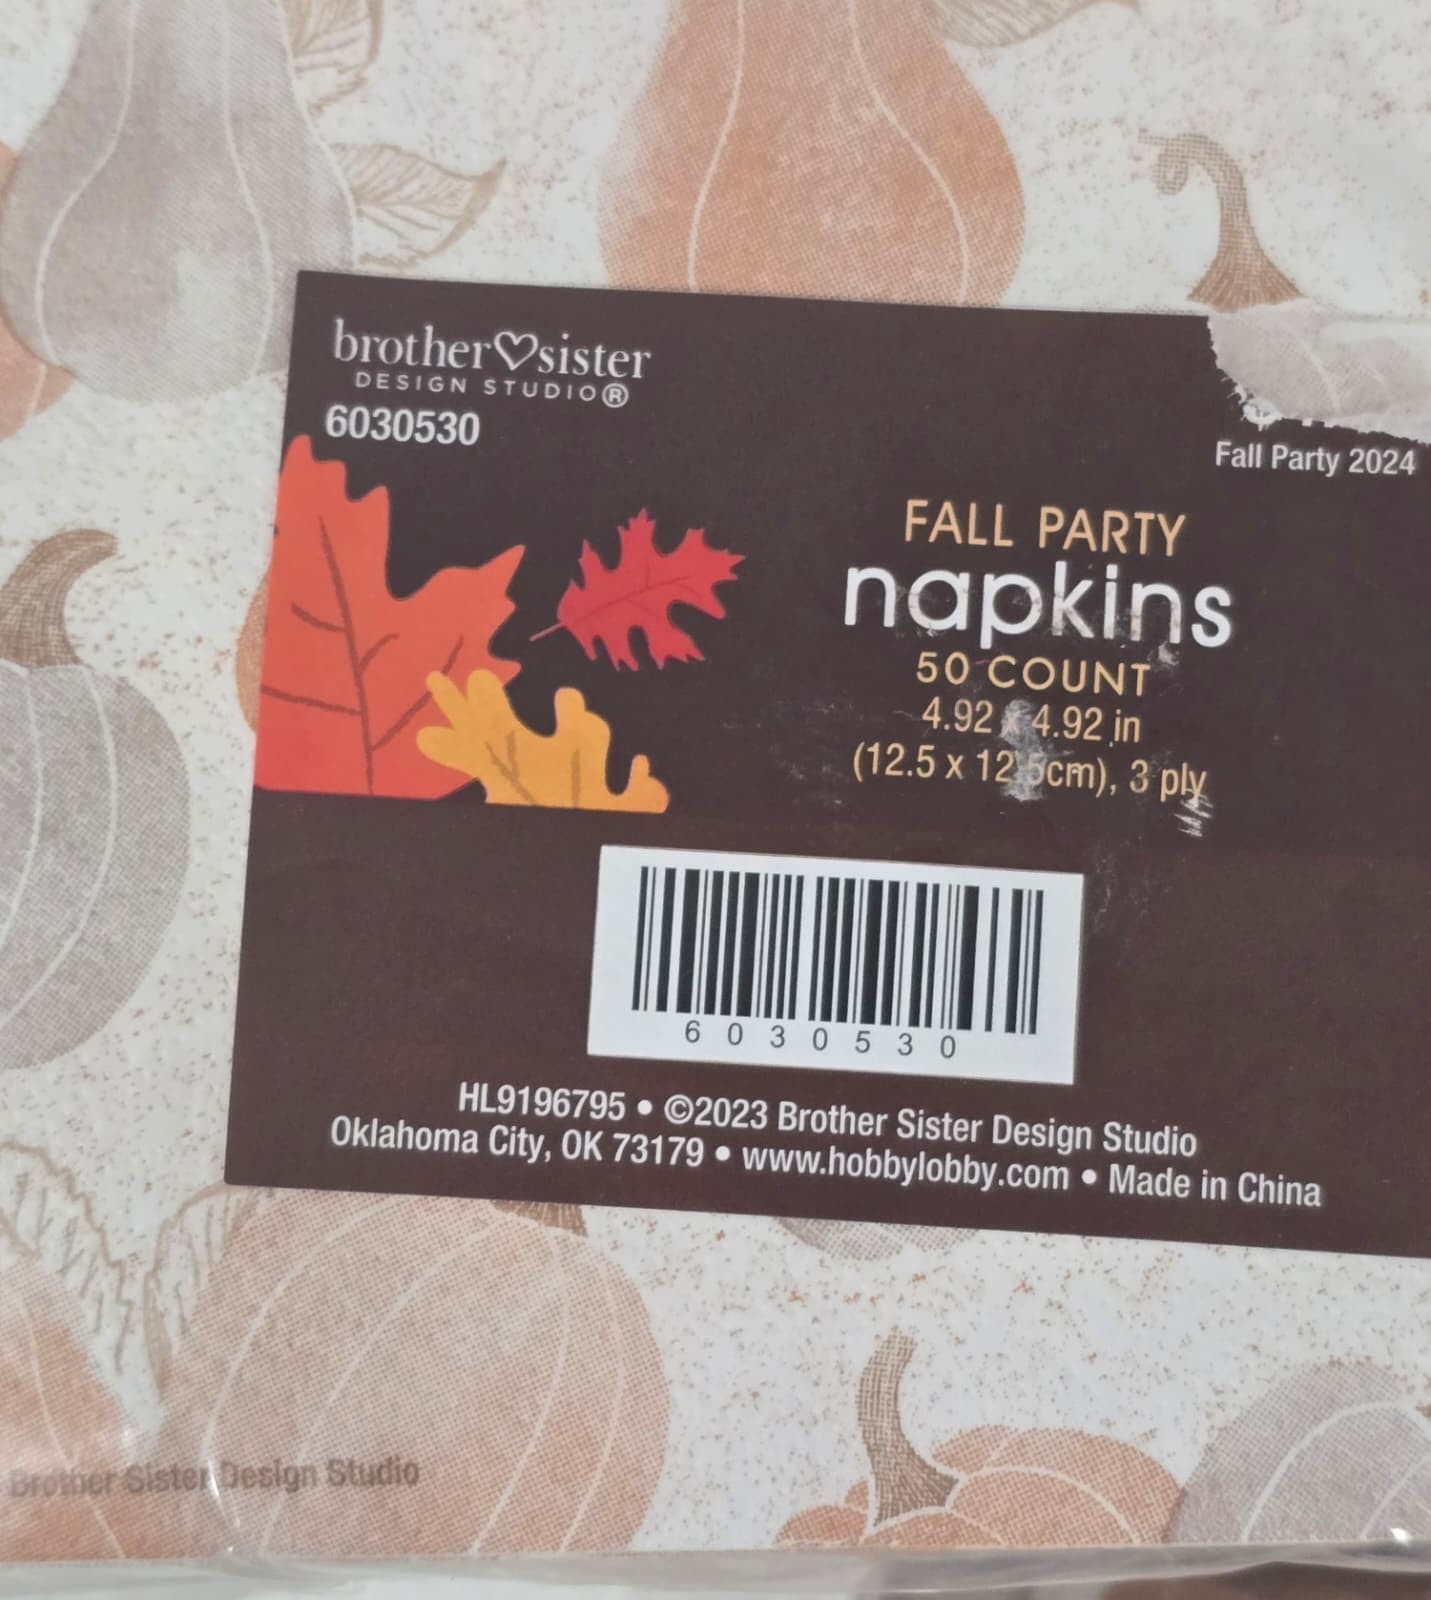 brother♡sister
DESIGN STUDIO®
6030530
Fall Party 2024
FALL PARTY
napkins
50 COUNT
4.92 x 4.92 in
(12.5 x 12.5cm), 3 ply
6030530
HL9196795 • ©2023 Brother Sister Design Studio
Oklahoma City, OK 73179 • www.hobbylobby.com • Made in China
Brother Sister Design Studio